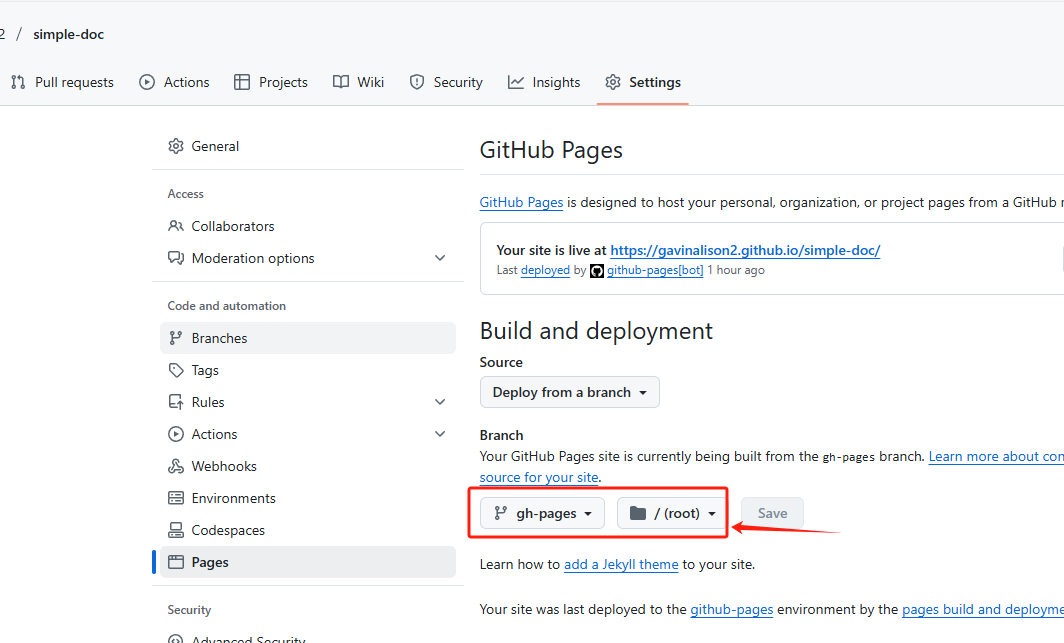 2 / simple-doc
Pull requests Actions Projects Wiki Security Insights Settings
General
Access
Collaborators
Moderation options
Code and automation
Branches
Tags
Rules
Actions
Webhooks
Environments
Codespaces
Pages
Security
Advanced Security
GitHub Pages
GitHub Pages is designed to host your personal, organization, or project pages from a GitHub
Your site is live at https://gavinalison2.github.io/simple-doc/
Last deployed by github-pages[bot] 1 hour ago
Build and deployment
Source
Deploy from a branch
Branch
Your GitHub Pages site is currently being built from the gh-pages branch. Learn more about
source for your site.
gh-pages / (root) Save
Learn how to add a Jekyll theme to your site.
Your site was last deployed to the github-pages environment by the pages build and